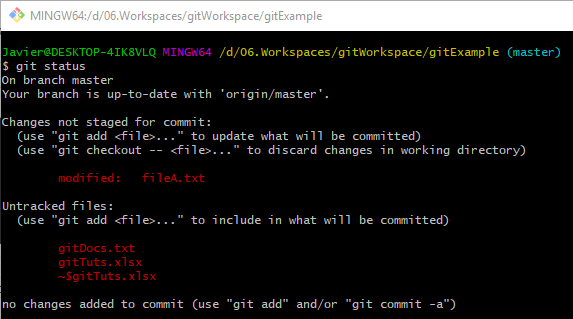 MINGW64:/d/06.Workspaces/gitWorkspace/gitExample
Javier@DESKTOP-4IK8VLQ MINGW64 /d/06.Workspaces/gitWorkspace/gitExample (master)
$ git status
On branch master
Your branch is up-to-date with 'origin/master'.
Changes not staged for commit:
(use "git add <file>..." to update what will be committed)
(use "git checkout -- <file>..." to discard changes in working directory)
modified: fileA.txt
Untracked files:
(use "git add <file>..." to include in what will be committed)
gitDocs.txt
gitTuts.xlsx
~$gitTuts.xlsx
no changes added to commit (use "git add" and/or "git commit -a")